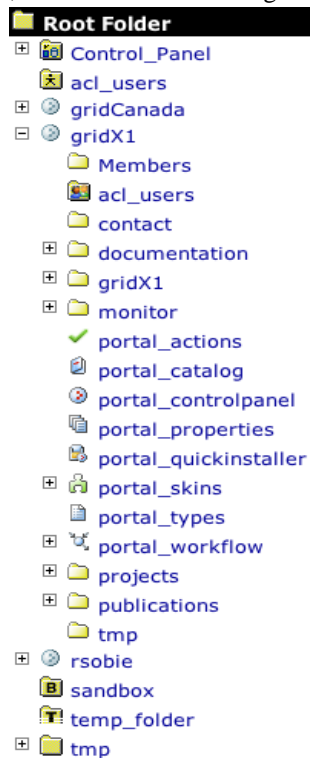 Root Folder
Control_Panel
acl_users
gridCanada
gridX1
Members
acl_users
contact
documentation
gridX1
monitor
portal_actions
portal_catalog
portal_controlpanel
portal_properties
portal_quickinstaller
portal_skins
portal_types
portal_workflow
projects
publications
tmp
rsobie
B sandbox
T temp_folder
tmp